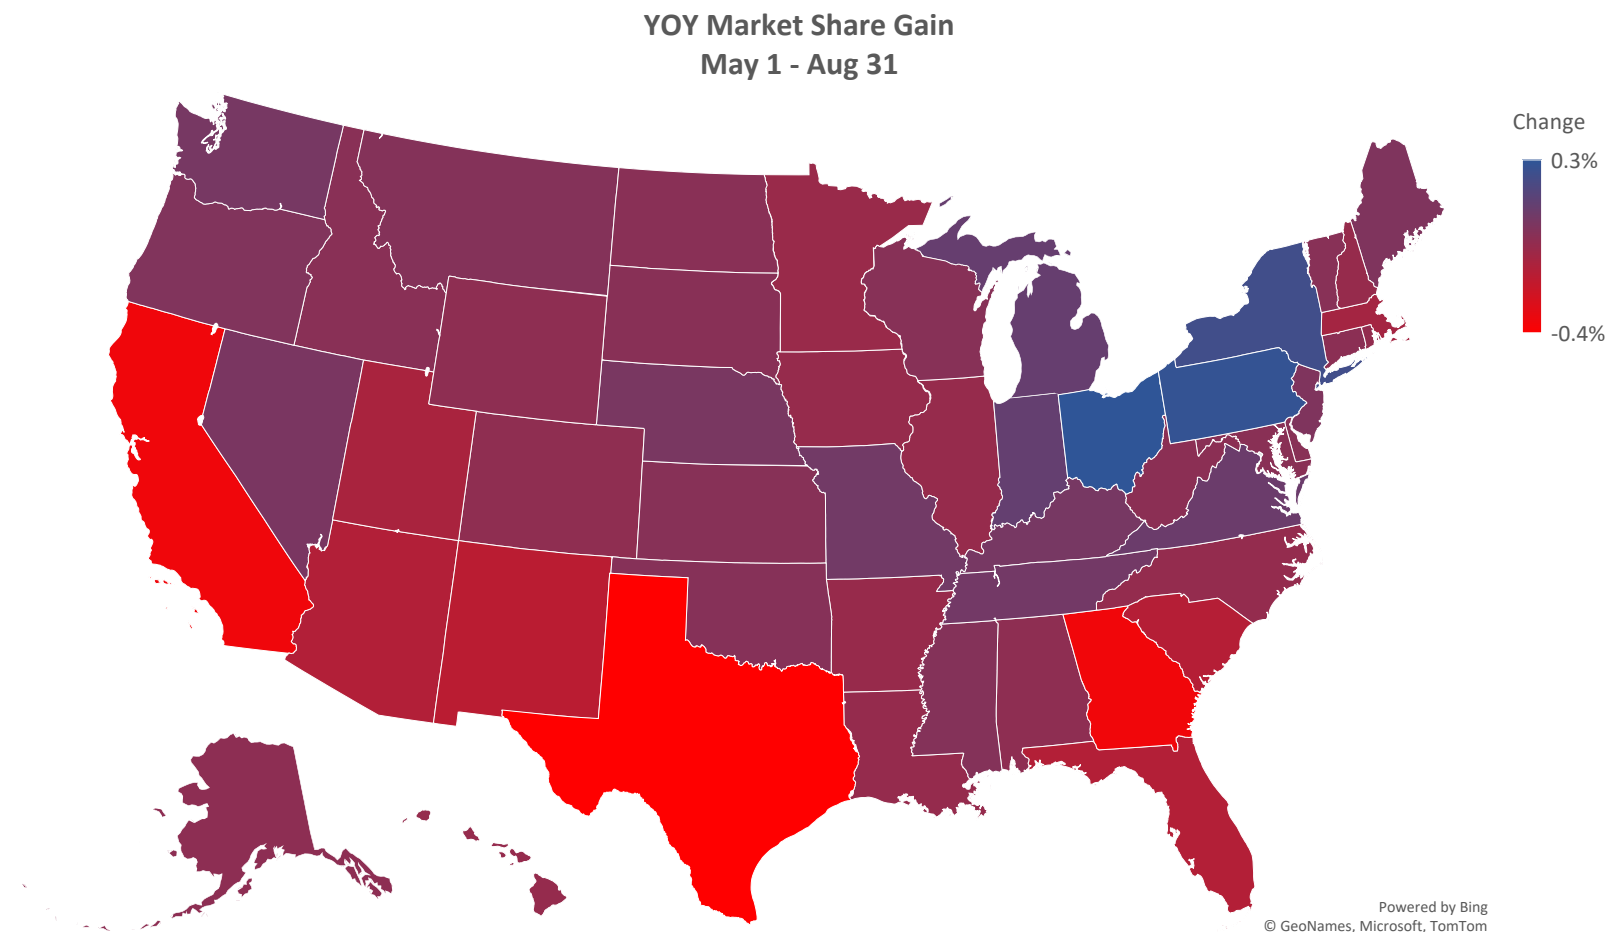 YOY Market Share Gain
May 1 - Aug 31
Change
0.3%
-0.4%
Powered by Bing
© GeoNames, Microsoft, TomTom